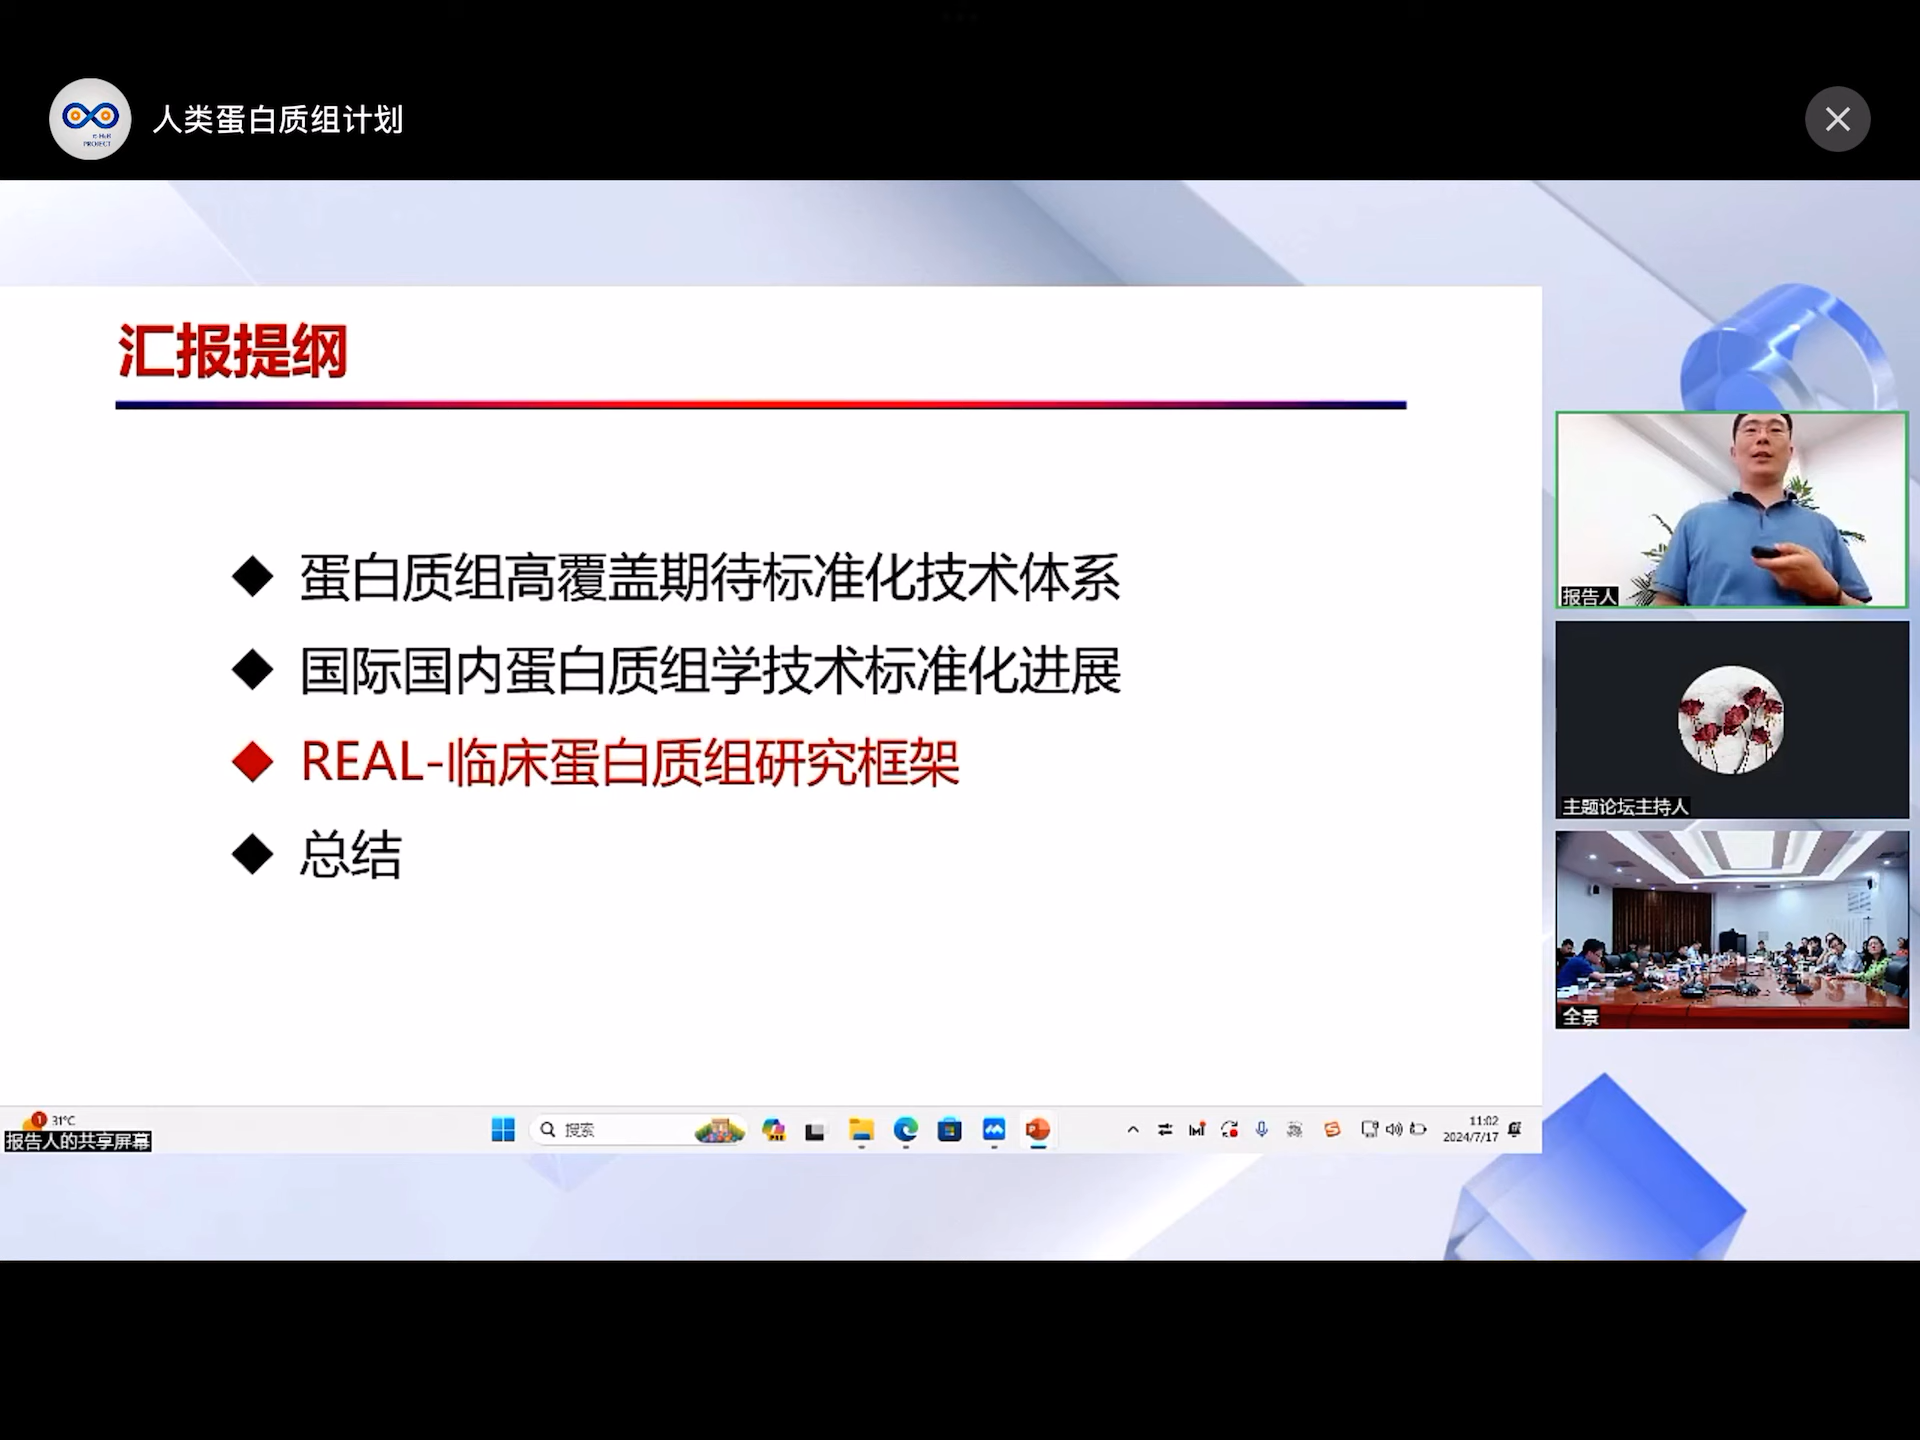 人类蛋白质组计划
PROJECT
汇报提纲
蛋白质组高覆盖期待标准化技术体系
国际国内蛋白质组学技术标准化进展
REAL-临床蛋白质组研究框架
总结
报告人
主题论坛主持人
全景
1
31°C
报告人的共享屏幕
搜索
11:02
2024/7/17